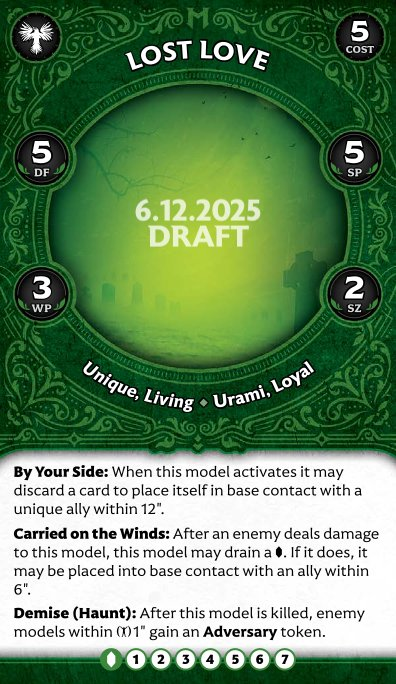 LOST LOVE
5
COST
5
DF
5
SP
6.12.2025
DRAFT
3
WP
2
SZ
Unique, Living ◆ Urami, Loyal
By Your Side: When this model activates it may
discard a card to place itself in base contact with a
unique ally within 12".
Carried on the Winds: After an enemy deals damage
to this model, this model may drain a ⬮. If it does, it
may be placed into base contact with an ally within
6".
Demise (Haunt): After this model is killed, enemy
models within 1" gain an Adversary token.
1 2 3 4 5 6 7